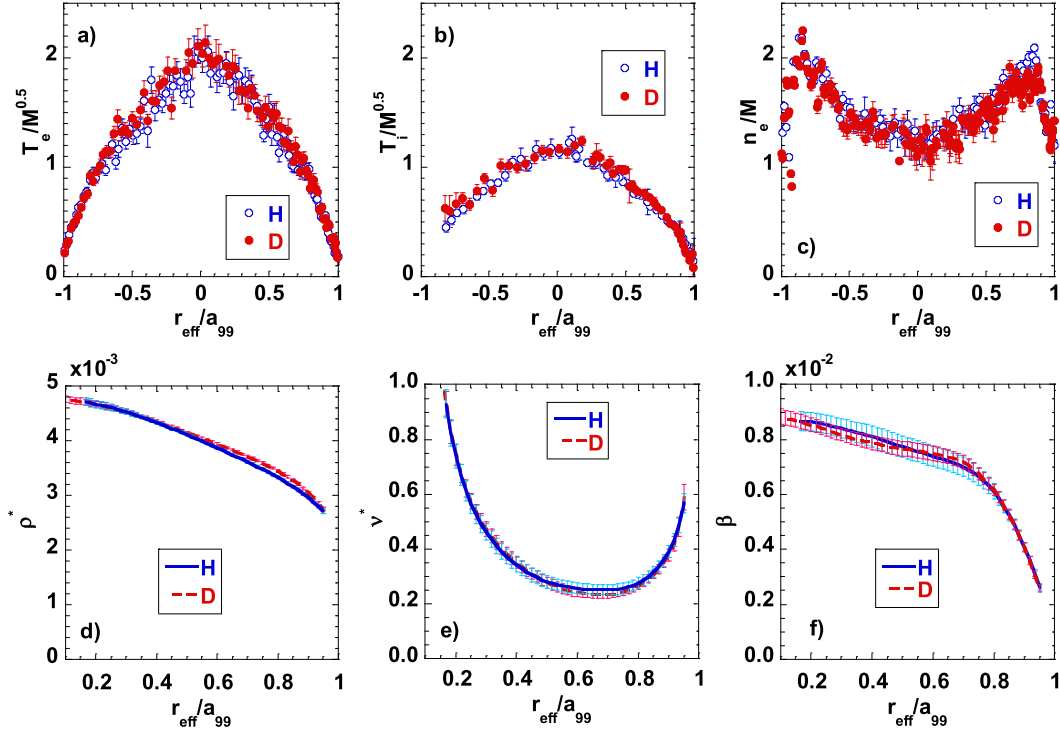 a)
T_e/M^0.5
2
1
0
-1 -0.5 0 0.5 1
r_eff/a_99
H
D
b)
T_i/M^0.5
2
1
0
-1 -0.5 0 0.5 1
r_eff/a_99
H
D
c)
n_e/M
2
1
0
-1 -0.5 0 0.5 1
r_eff/a_99
H
D
x10^-3
ρ*
5
4
3
2
1
0
0.2 0.4 0.6 0.8 1
r_eff/a_99
H
D
d)
ν*
1.0
0.8
0.6
0.4
0.2
0.0
0.2 0.4 0.6 0.8 1
r_eff/a_99
H
D
e)
x10^-2
β
1.0
0.8
0.6
0.4
0.2
0.0
0.2 0.4 0.6 0.8 1
r_eff/a_99
H
D
f)